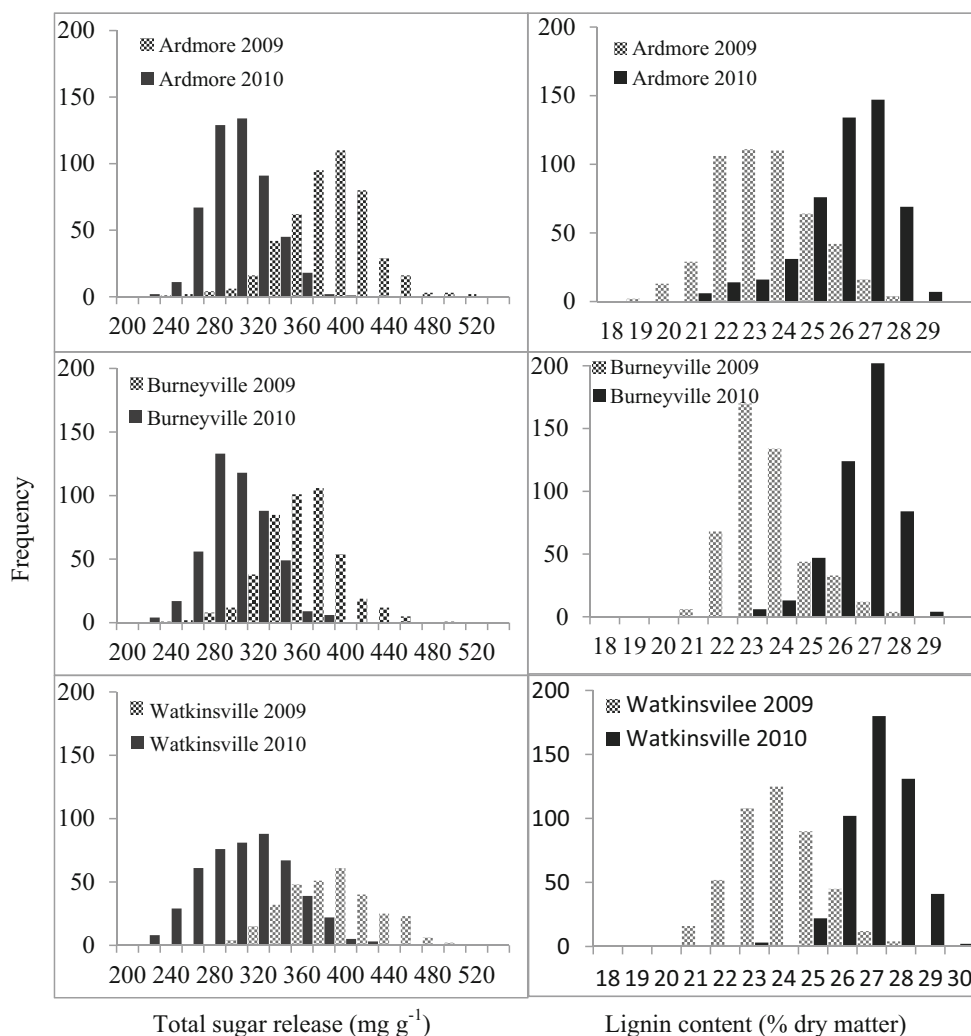 200
150
100
50
0
Ardmore 2009
Ardmore 2010
200 240 280 320 360 400 440 480 520
200
150
100
50
0
Ardmore 2009
Ardmore 2010
18 19 20 21 22 23 24 25 26 27 28 29
Frequency
200
150
100
50
0
Burneyville 2009
Burneyville 2010
200 240 280 320 360 400 440 480 520
200
150
100
50
0
Burneyville 2009
Burneyville 2010
18 19 20 21 22 23 24 25 26 27 28 29
200
150
100
50
0
Watkinsville 2009
Watkinsville 2010
200 240 280 320 360 400 440 480 520
200
150
100
50
0
Watkinsvilee 2009
Watkinsville 2010
18 19 20 21 22 23 24 25 26 27 28 29 30
Total sugar release (mg g⁻¹)
Lignin content (% dry matter)